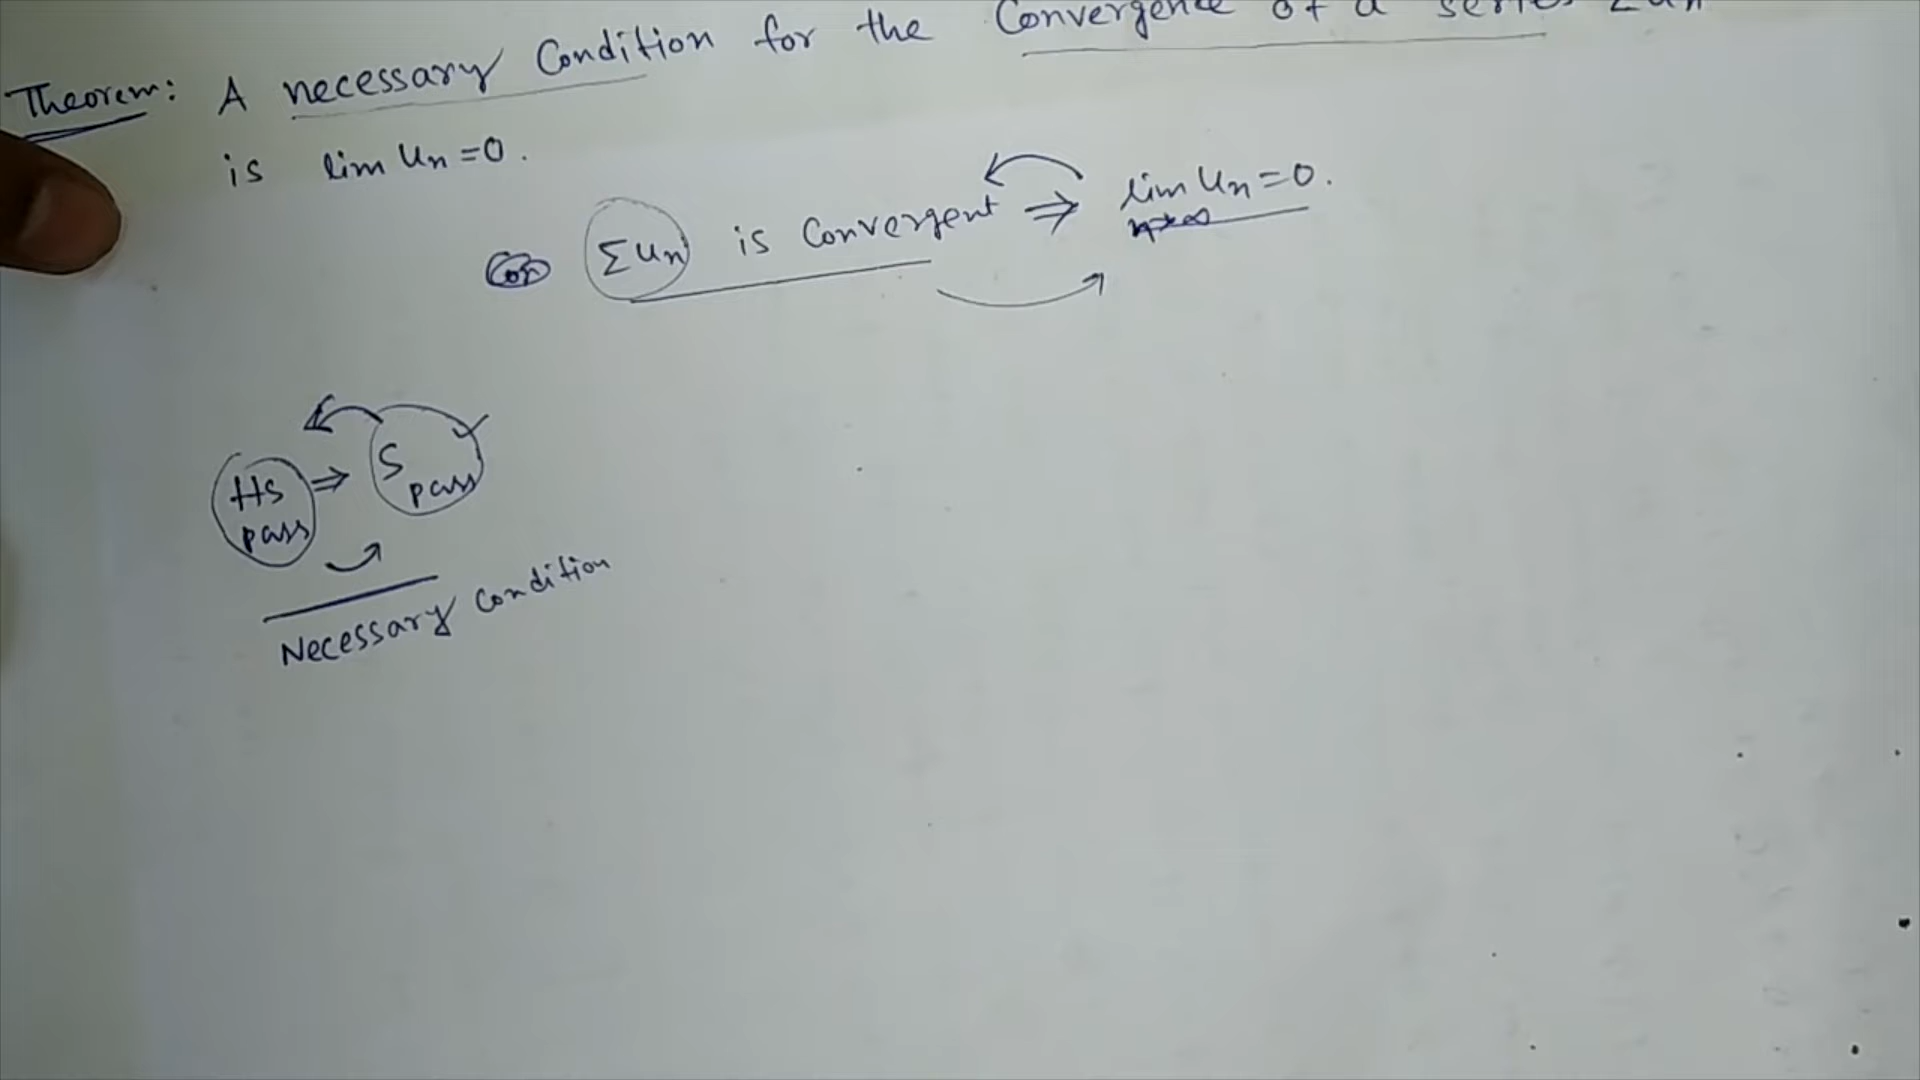 Theorem: A necessary Condition for the Convergence of a series Σun
is lim Un = 0.
(or) ΣUn is Convergent ⇒ lim Un = 0.
n→∞
HS pass ⇒ S pass
Necessary Condition